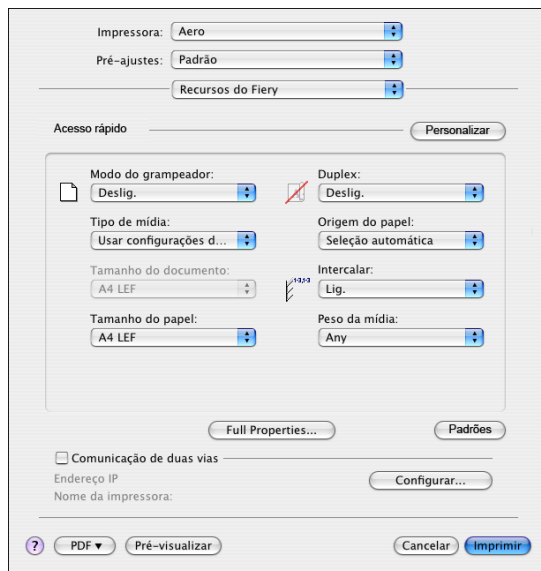 Impressora: Aero
Pré-ajustes: Padrão
Recursos do Fiery
Acesso rápido Personalizar
Modo do grampeador: Duplex:
Deslig. Deslig.
Tipo de mídia: Origem do papel:
Usar configurações d... Seleção automática
Tamanho do documento: Intercalar:
A4 LEF Lig.
Tamanho do papel: Peso da mídia:
A4 LEF Any
Full Properties... Padrões
Comunicação de duas vias
Endereço IP Configurar...
Nome da impressora:
? PDF Pré-visualizar Cancelar Imprimir